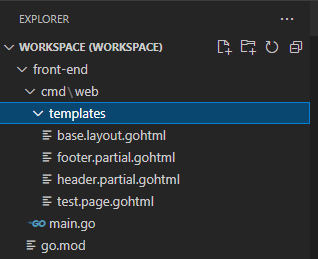 EXPLORER
WORKSPACE (WORKSPACE)
front-end
cmd\web
templates
base.layout.gohtml
footer.partial.gohtml
header.partial.gohtml
test.page.gohtml
GO main.go
go.mod